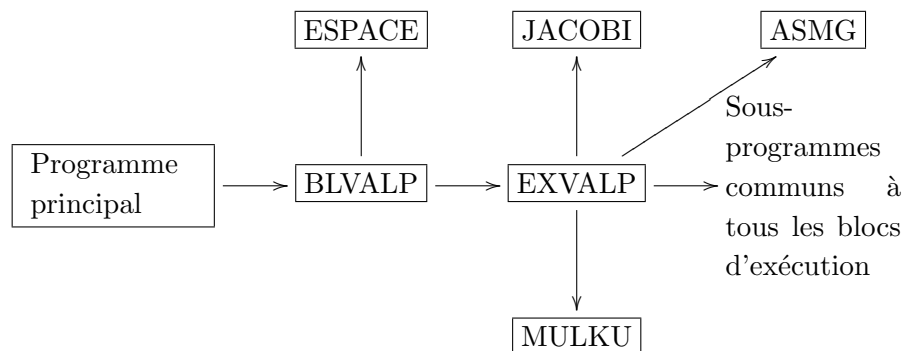 ESPACE
JACOBI
ASMG
Programme
principal
BLVALP
EXVALP
Sous-
programmes
communs à
tous les blocs
d'exécution
MULKU